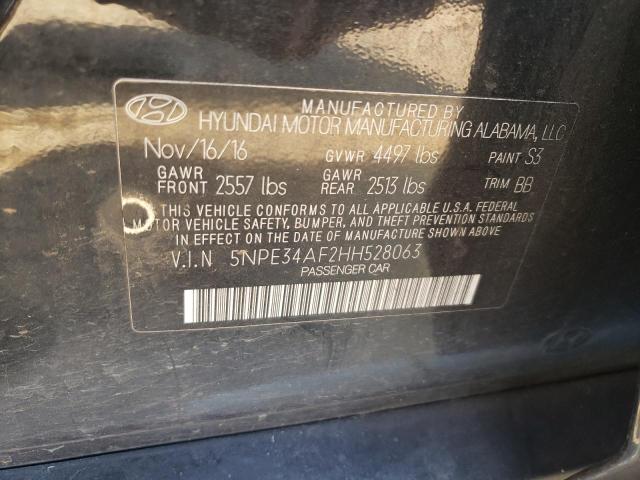 MANUFACTURED BY
HYUNDAI MOTOR MANUFACTURING ALABAMA, LLC
Nov/16/16 GVWR 4497 lbs PAINT S3
GAWR FRONT 2557 lbs GAWR REAR 2513 lbs TRIM BB
THIS VEHICLE CONFORMS TO ALL APPLICABLE U.S.A. FEDERAL
MOTOR VEHICLE SAFETY, BUMPER, AND THEFT PREVENTION STANDARDS
IN EFFECT ON THE DATE OF MANUFACTURE SHOWN ABOVE.
V.I.N 5NPE34AF2HH528063
PASSENGER CAR